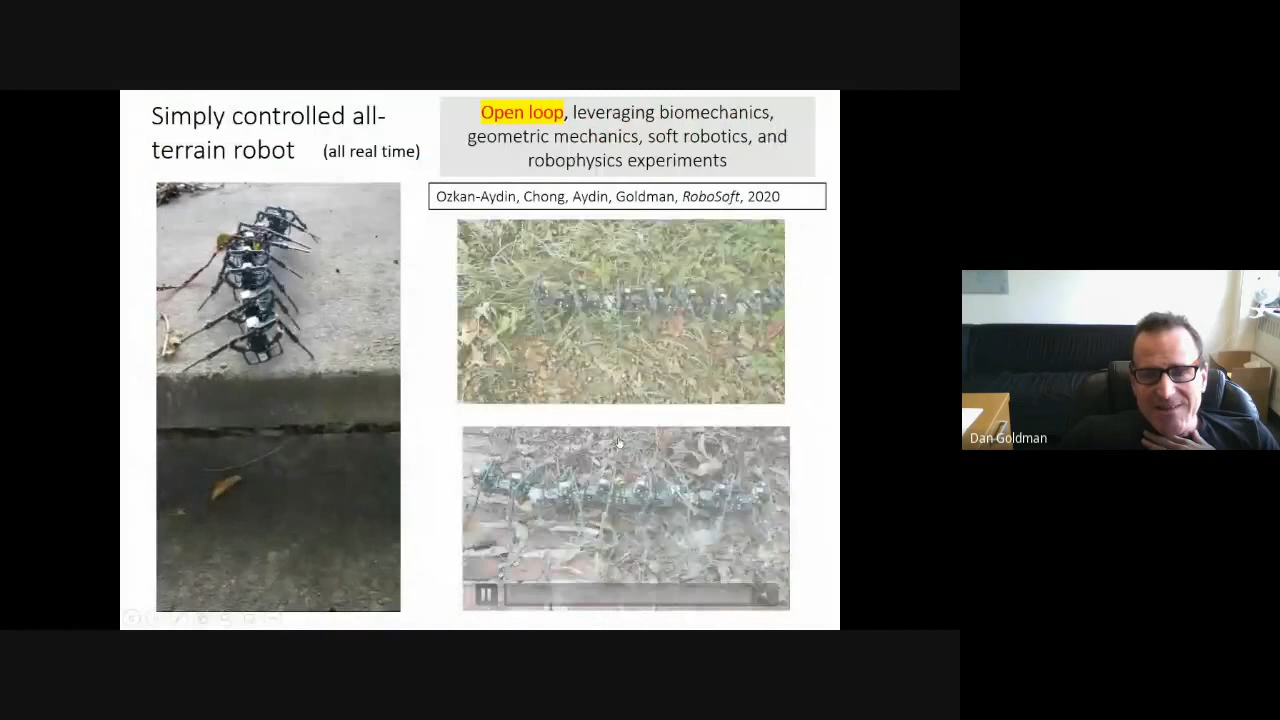 Simply controlled all-
terrain robot (all real time)
Open loop, leveraging biomechanics,
geometric mechanics, soft robotics, and
robophysics experiments
Ozkan-Aydin, Chong, Aydin, Goldman, RoboSoft, 2020
Dan Goldman